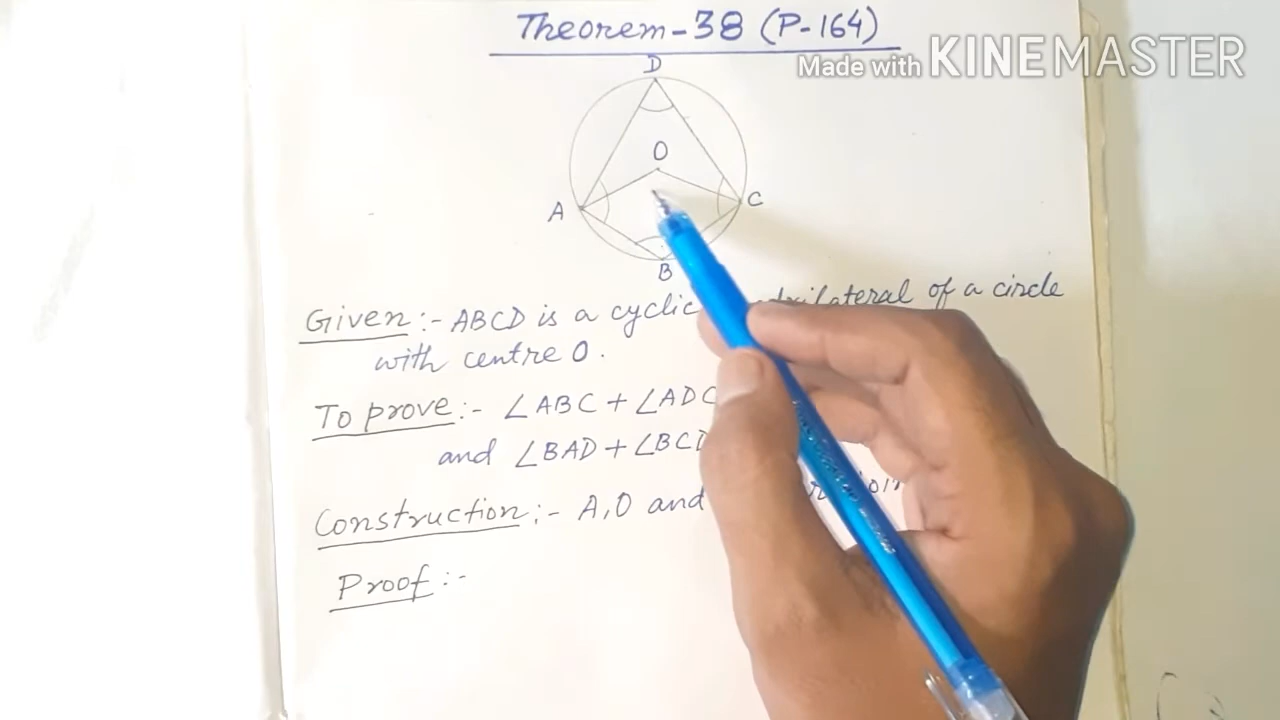 Theorem-38 (P-164)
Made with KINEMASTER
D
O
A
C
B
Given:- ABCD is a cyclic of a circle
with centre O.
To prove:- ∠ABC + ∠ADC
and ∠BAD + ∠BCD
Construction:- A, O and
Proof:-